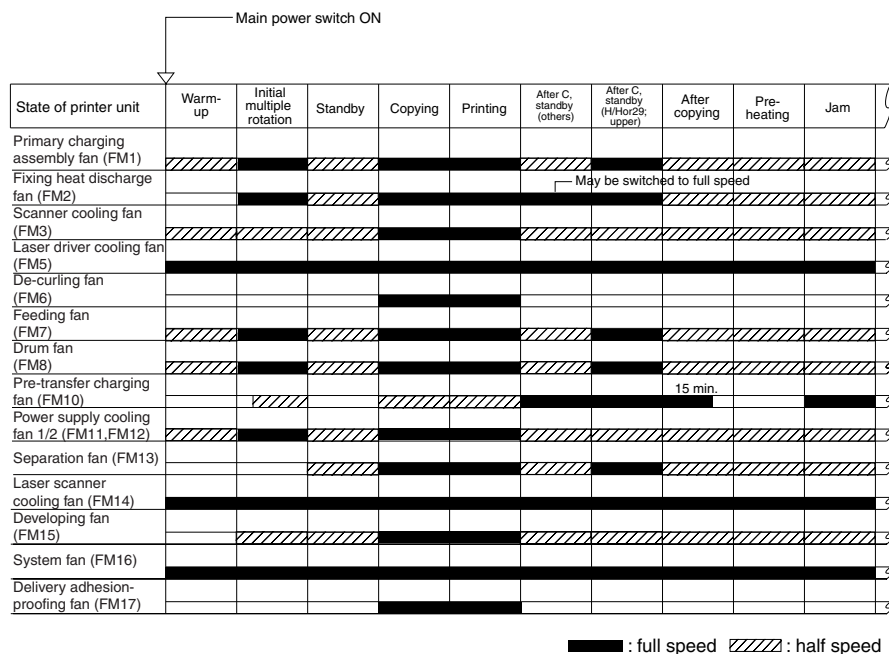 Main power switch ON
State of printer unit
Warm-
up
Initial
multiple
rotation
Standby
Copying
Printing
After C,
standby
(others)
After C,
standby
(H/Hor29;
upper)
After
copying
Pre-
heating
Jam
Primary charging
assembly fan (FM1)
Fixing heat discharge
fan (FM2)
May be switched to full speed
Scanner cooling fan
(FM3)
Laser driver cooling fan
(FM5)
De-curling fan
(FM6)
Feeding fan
(FM7)
Drum fan
(FM8)
Pre-transfer charging
fan (FM10)
15 min.
Power supply cooling
fan 1/2 (FM11,FM12)
Separation fan (FM13)
Laser scanner
cooling fan (FM14)
Developing fan
(FM15)
System fan (FM16)
Delivery adhesion-
proofing fan (FM17)
: full speed : half speed